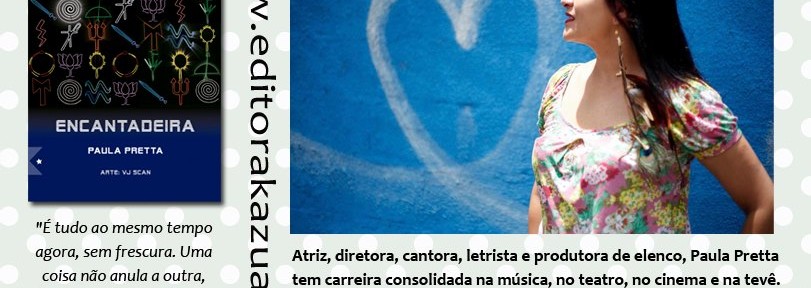 ENCANTADEIRA
PAULA PRETTA
ARTE: VJ SCAN
"É tudo ao mesmo tempo
agora, sem frescura. Uma
coisa não anula a outra,
w.editorakazua
Atriz, diretora, cantora, letrista e produtora de elenco, Paula Pretta
tem carreira consolidada na música, no teatro, no cinema e na tevê.